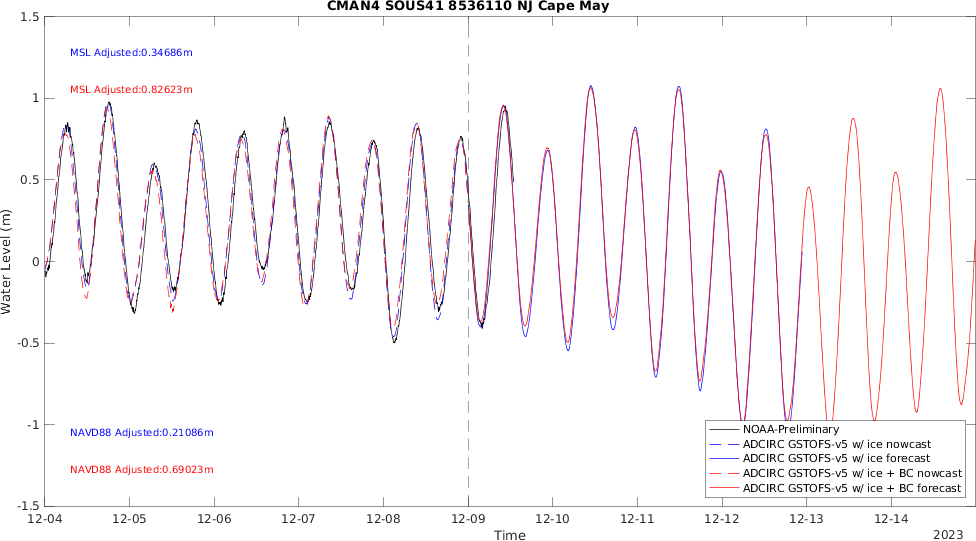 CMAN4 SOUS41 8536110 NJ Cape May
1.5
MSL Adjusted:0.34686m
MSL Adjusted:0.82623m
1
0.5
Water Level (m)
0
-0.5
-1
NAVD88 Adjusted:0.21086m
NAVD88 Adjusted:0.69023m
NOAA-Preliminary
ADCIRC GSTOFS-v5 w/ ice nowcast
ADCIRC GSTOFS-v5 w/ ice forecast
ADCIRC GSTOFS-v5 w/ ice + BC nowcast
ADCIRC GSTOFS-v5 w/ ice + BC forecast
-1.5
12-04 12-05 12-06 12-07 12-08 12-09 12-10 12-11 12-12 12-13 12-14
Time
2023